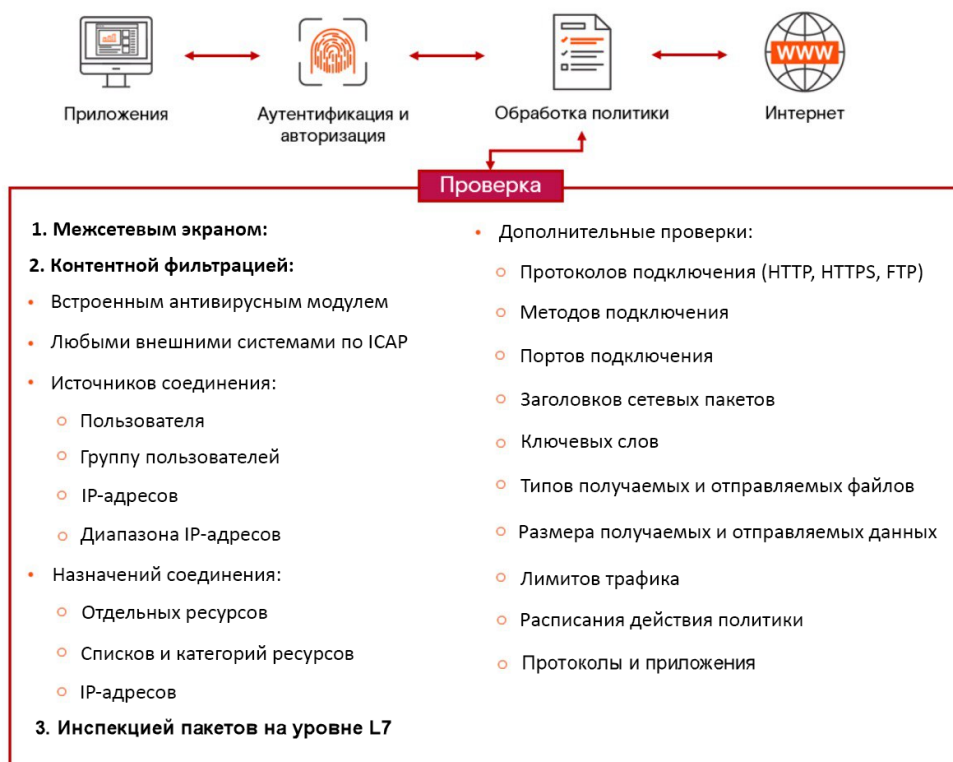 Приложения
Аутентификация и
авторизация
Обработка политики
WWW
Интернет
Проверка
1. Межсетевым экраном:
2. Контентной фильтрацией:
• Встроенным антивирусным модулем
• Любыми внешними системами по ICAP
• Источников соединения:
○ Пользователя
○ Группу пользователей
○ IP-адресов
○ Диапазона IP-адресов
• Назначений соединения:
○ Отдельных ресурсов
○ Списков и категорий ресурсов
○ IP-адресов
3. Инспекцией пакетов на уровне L7
• Дополнительные проверки:
○ Протоколов подключения (HTTP, HTTPS, FTP)
○ Методов подключения
○ Портов подключения
○ Заголовков сетевых пакетов
○ Ключевых слов
○ Типов получаемых и отправляемых файлов
○ Размера получаемых и отправляемых данных
○ Лимитов трафика
○ Расписания действия политики
○ Протоколы и приложения